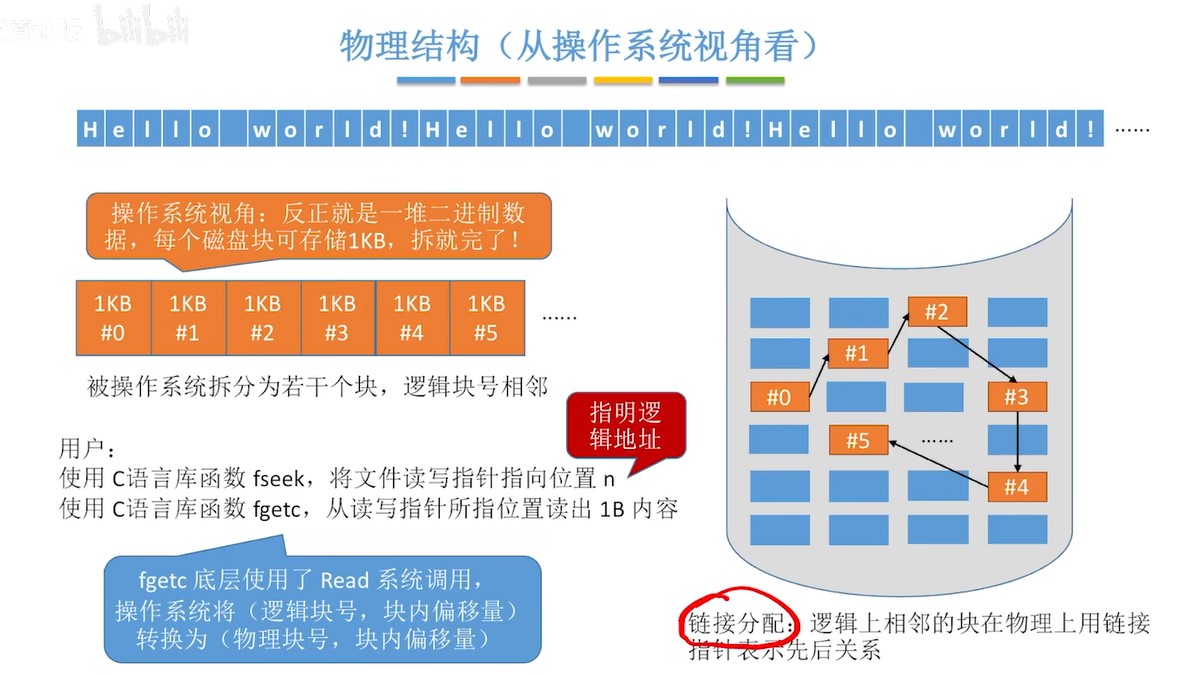 bilibili
物理结构（从操作系统视角看）
Hello world!Hello world!Hello world! ......
操作系统视角：反正就是一堆二进制数
据，每个磁盘块可存储1KB，拆就完了！
1KB 1KB 1KB 1KB 1KB 1KB
#0 #1 #2 #3 #4 #5 ......
被操作系统拆分为若干个块，逻辑块号相邻
指明逻
辑地址
用户：
使用 C语言库函数 fseek，将文件读写指针指向位置 n
使用 C语言库函数 fgetc，从读写指针所指位置读出 1B 内容
fgetc 底层使用了 Read 系统调用，
操作系统将（逻辑块号，块内偏移量）
转换为（物理块号，块内偏移量）
#2
#1
#0 #3
#5 ......
#4
链接分配：逻辑上相邻的块在物理上用链接
指针表示先后关系